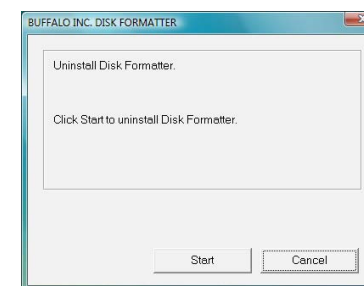 BUFFALO INC. DISK FORMATTER
Uninstall Disk Formatter.
Click Start to uninstall Disk Formatter.
Start
Cancel